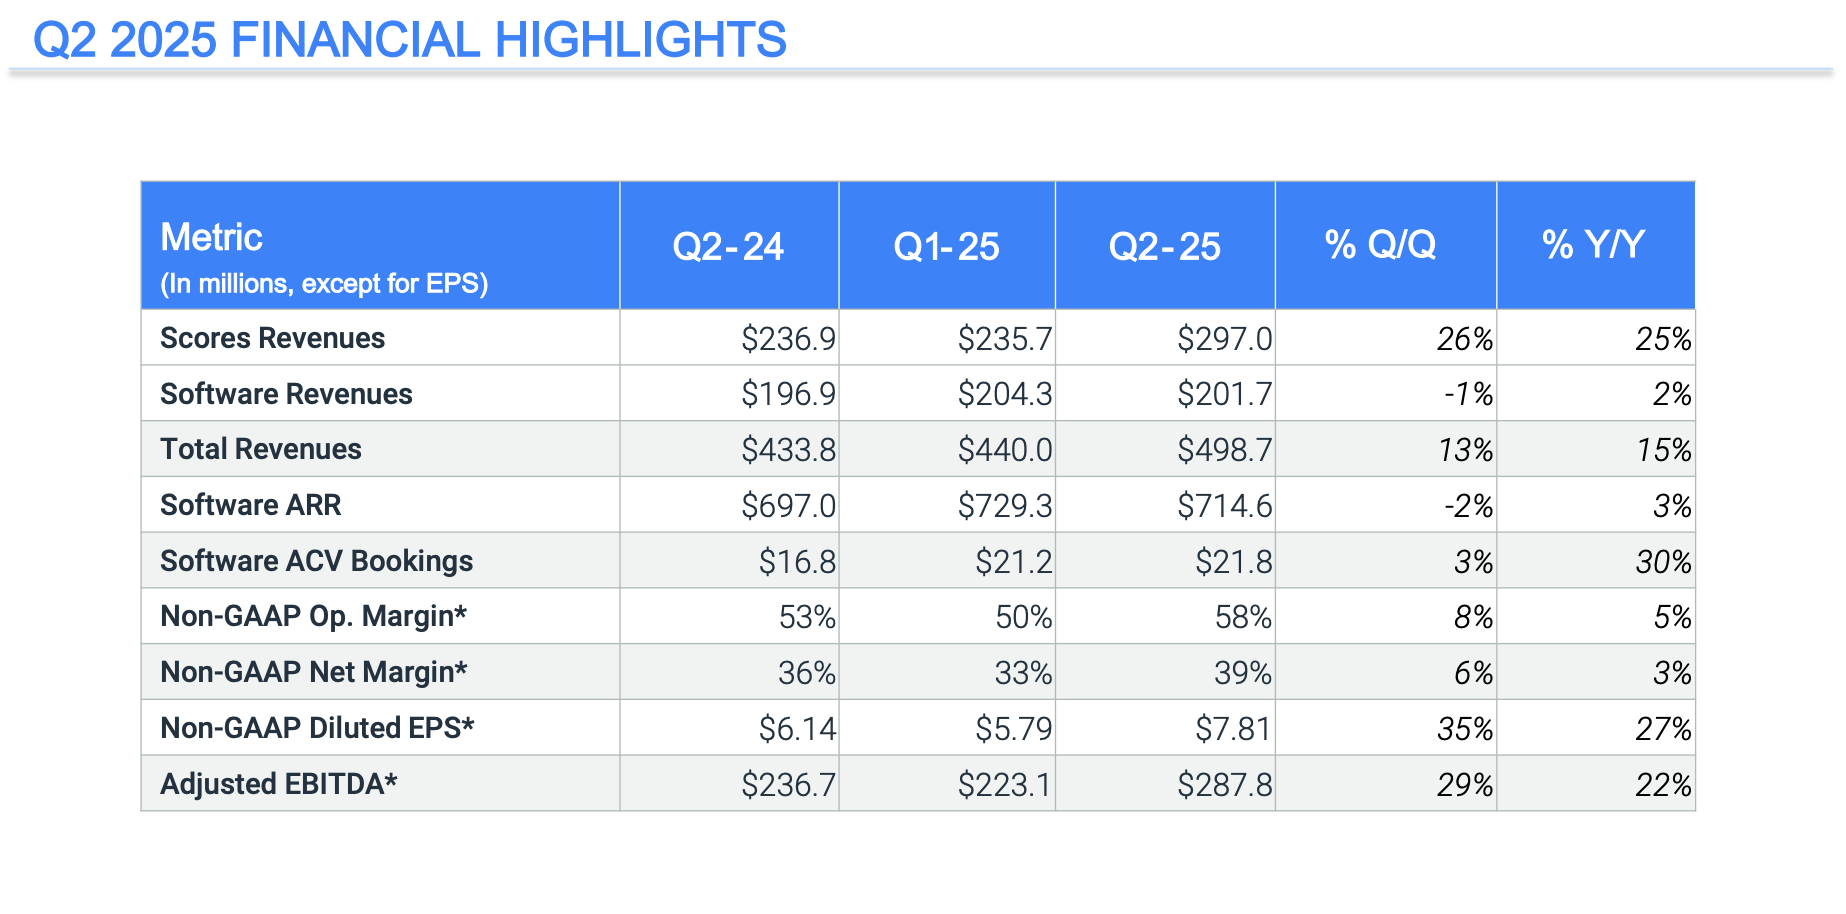 Q2 2025 FINANCIAL HIGHLIGHTS
Metric
(In millions, except for EPS) Q2-24 Q1-25 Q2-25 % Q/Q % Y/Y
Scores Revenues $236.9 $235.7 $297.0 26% 25%
Software Revenues $196.9 $204.3 $201.7 -1% 2%
Total Revenues $433.8 $440.0 $498.7 13% 15%
Software ARR $697.0 $729.3 $714.6 -2% 3%
Software ACV Bookings $16.8 $21.2 $21.8 3% 30%
Non-GAAP Op. Margin* 53% 50% 58% 8% 5%
Non-GAAP Net Margin* 36% 33% 39% 6% 3%
Non-GAAP Diluted EPS* $6.14 $5.79 $7.81 35% 27%
Adjusted EBITDA* $236.7 $223.1 $287.8 29% 22%